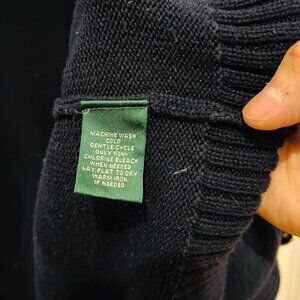 MACHINE WASH
COLD
GENTLE CYCLE
ONLY NON-
CHLORINE BLEACH
WHEN NEEDED
LAY FLAT TO DRY
WARM IRON
IF NEEDED